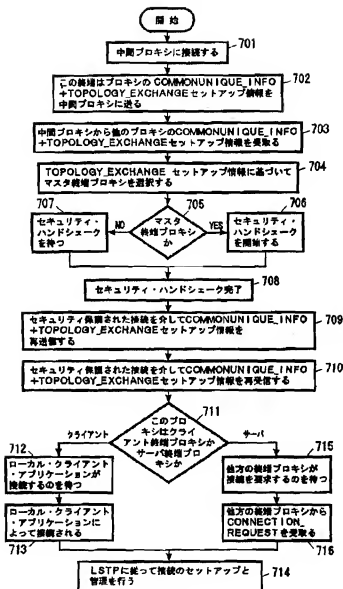 開 始
中間プロキシに接続する
701
この終端はプロキシの COMMONUNIQUE_INFO
+TOPOLOGY_EXCHANGEセットアップ情報を
中間プロキシに送る
702
中間プロキシから他のプロキシのCOMMONUNIQUE_INFO
+TOPOLOGY_EXCHANGEセットアップ情報を受取る
703
TOPOLOGY_EXCHANGE セットアップ情報に基づいて
マスタ終端プロキシを選択する
704
707
705
706
セキュリティ・
ハンドシェーク
を待つ
NO
マスタ
終端プロキシ
か
YES
セキュリティ・
ハンドシェークを
開始する
セキュリティ・ハンドシェーク完了
708
セキュリティ保護された接続を介してCOMMONUNIQUE_INFO
+TOPOLOGY_EXCHANGEセットアップ情報を
再送信する
709
セキュリティ保護された接続を介してCOMMONUNIQUE_INFO
+TOPOLOGY_EXCHANGEセットアップ情報を再受信する
710
711
クライアント
このプロ
キシはクライ
アント終端プロキシか
サーバ終端プロ
キシか
サーバ
712
ローカル・クライアント
・アプリケーションが
接続するのを待つ
715
他方の終端プロキシが
接続を要求するのを待つ
ローカル・クライアント
・アプリケーションに
よって接続される
713
他方の終端プロキシから
CONNECTION_
REQUESTを受取る
716
LSTPに従って接続のセットアップと
管理を行う
714